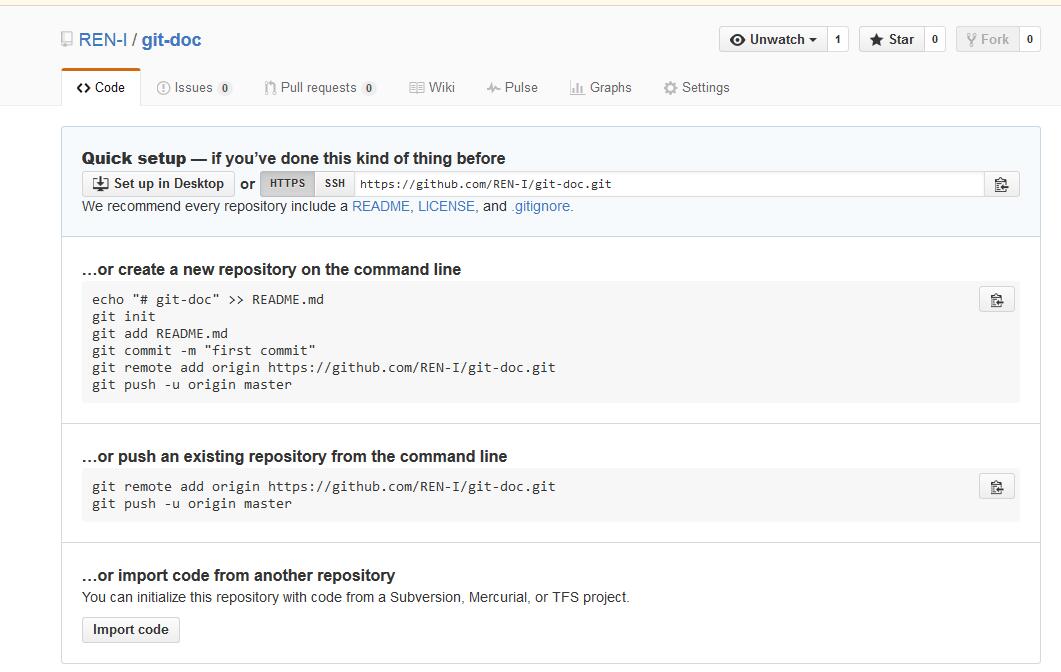 REN-I / git-doc
Unwatch 1 Star 0 Fork 0
Code Issues 0 Pull requests 0 Wiki Pulse Graphs Settings
Quick setup — if you’ve done this kind of thing before
Set up in Desktop or HTTPS SSH https://github.com/REN-I/git-doc.git
We recommend every repository include a README, LICENSE, and .gitignore.
…or create a new repository on the command line
echo "# git-doc" >> README.md
git init
git add README.md
git commit -m "first commit"
git remote add origin https://github.com/REN-I/git-doc.git
git push -u origin master
…or push an existing repository from the command line
git remote add origin https://github.com/REN-I/git-doc.git
git push -u origin master
…or import code from another repository
You can initialize this repository with code from a Subversion, Mercurial, or TFS project.
Import code